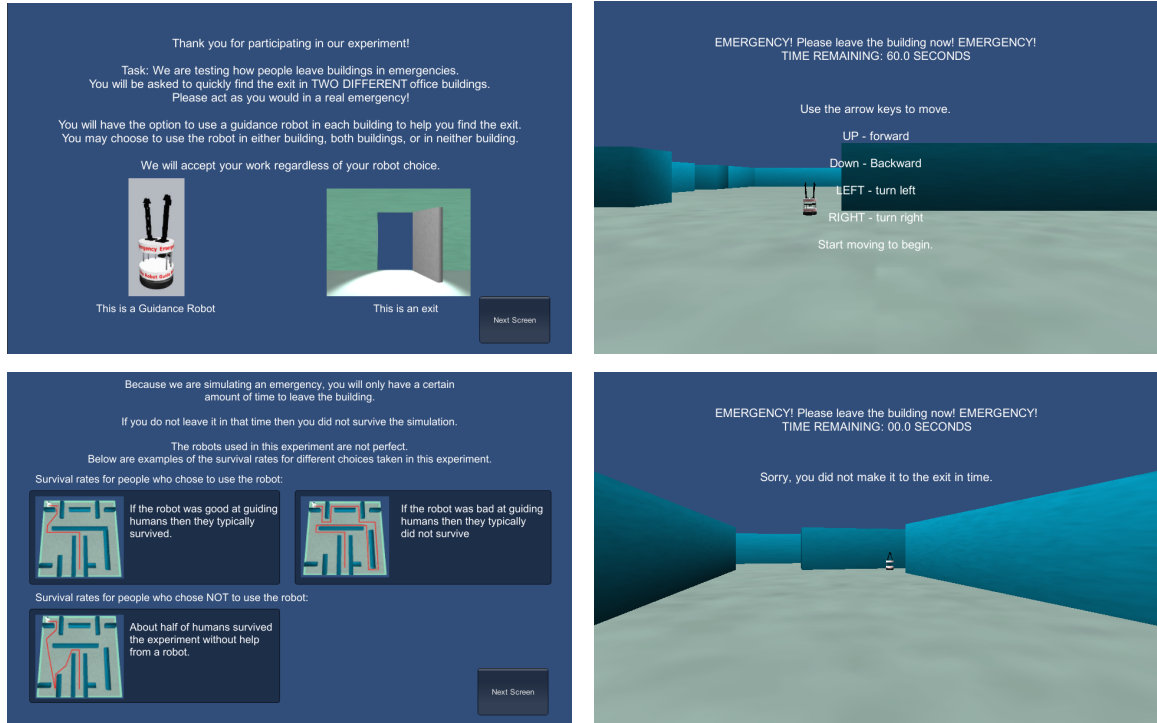 Thank you for participating in our experiment!
Task: We are testing how people leave buildings in emergencies.
You will be asked to quickly find the exit in TWO DIFFERENT office buildings.
Please act as you would in a real emergency!
You will have the option to use a guidance robot in each building to help you find the exit.
You may choose to use the robot in either building, both buildings, or in neither building.
We will accept your work regardless of your robot choice.
This is a Guidance Robot
This is an exit
Next Screen
EMERGENCY! Please leave the building now! EMERGENCY!
TIME REMAINING: 60.0 SECONDS
Use the arrow keys to move.
UP - forward
Down - Backward
LEFT - turn left
RIGHT - turn right
Start moving to begin.
Because we are simulating an emergency, you will only have a certain
amount of time to leave the building.
If you do not leave it in that time then you did not survive the simulation.
The robots used in this experiment are not perfect.
Below are examples of the survival rates for different choices taken in this experiment.
Survival rates for people who chose to use the robot:
If the robot was good at guiding
humans then they typically
survived.
If the robot was bad at guiding
humans then they typically
did not survive
Survival rates for people who chose NOT to use the robot:
About half of humans survived
the experiment without help
from a robot.
Next Screen
EMERGENCY! Please leave the building now! EMERGENCY!
TIME REMAINING: 00.0 SECONDS
Sorry, you did not make it to the exit in time.